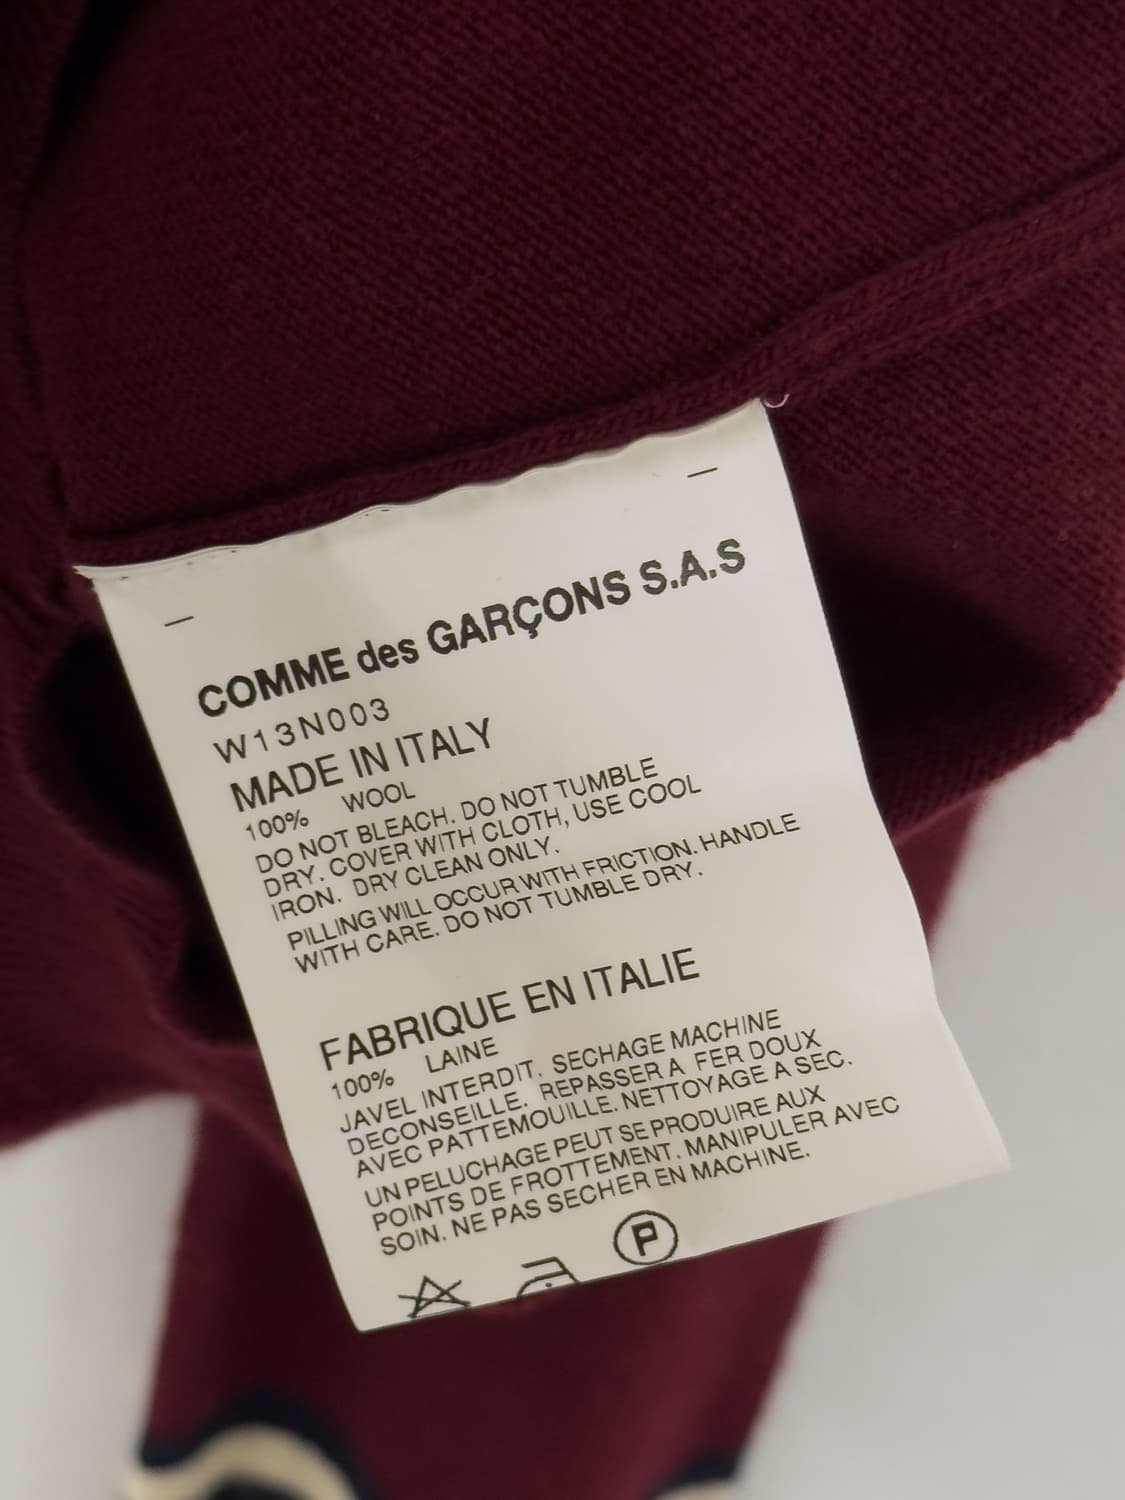 COMME des GARÇONS S.A.S
W13N003
MADE IN ITALY
100% WOOL
DO NOT BLEACH. DO NOT TUMBLE
DRY. COVER WITH CLOTH, USE COOL
IRON. DRY CLEAN ONLY.
PILLING WILL OCCUR WITH FRICTION. HANDLE
WITH CARE. DO NOT TUMBLE DRY.
FABRIQUE EN ITALIE
100% LAINE
JAVEL INTERDIT. SECHAGE MACHINE
DECONSEILLE. REPASSER A FER DOUX
AVEC PATTEMOUILLE. NETTOYAGE A SEC.
UN PELUCHAGE PEUT SE PRODUIRE AUX
POINTS DE FROTTEMENT. MANIPULER AVEC
SOIN. NE PAS SECHER EN MACHINE.
P